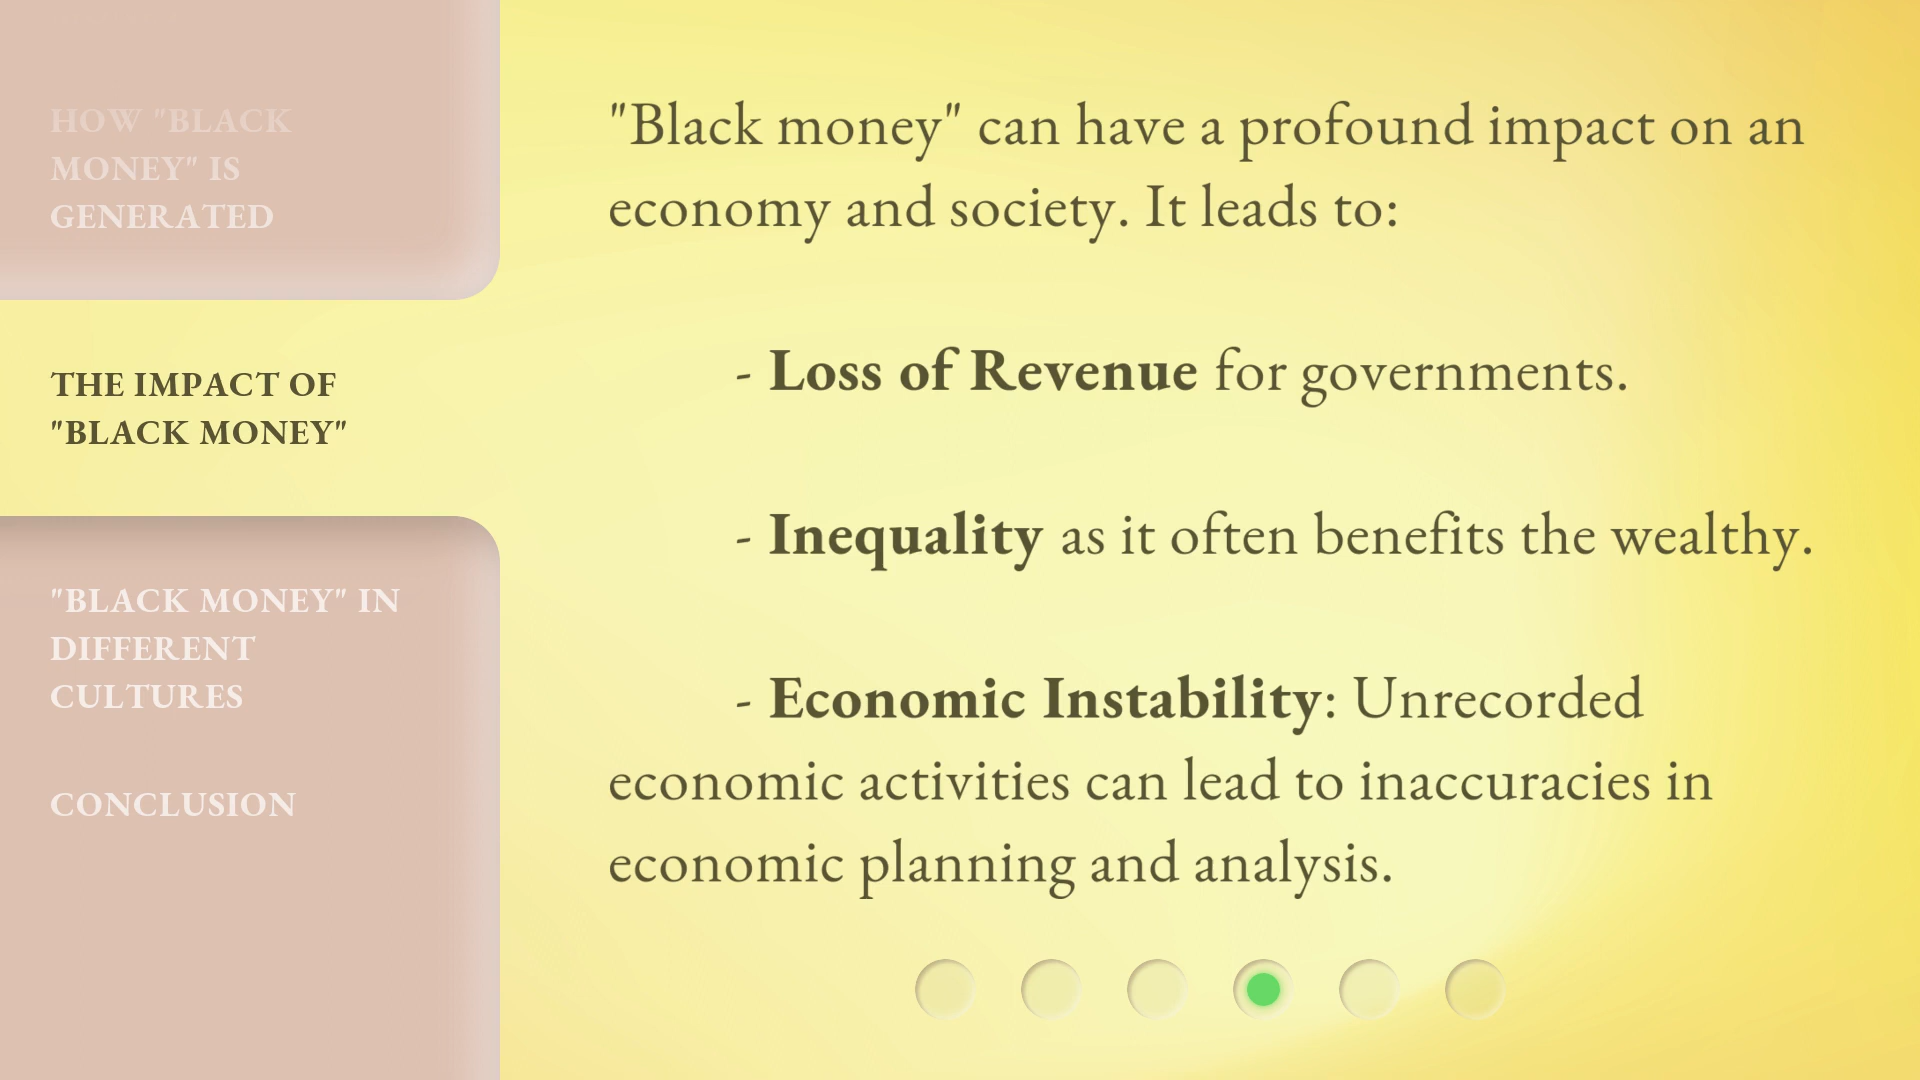 HOW "BLACK
MONEY" IS
GENERATED
THE IMPACT OF
"BLACK MONEY"
"BLACK MONEY" IN
DIFFERENT
CULTURES
CONCLUSION
"Black money" can have a profound impact on an
economy and society. It leads to:
- Loss of Revenue for governments.
- Inequality as it often benefits the wealthy.
- Economic Instability: Unrecorded
economic activities can lead to inaccuracies in
economic planning and analysis.